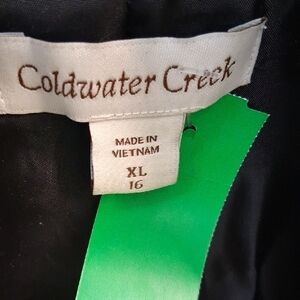 Coldwater Creek
MADE IN
VIETNAM
XL
16